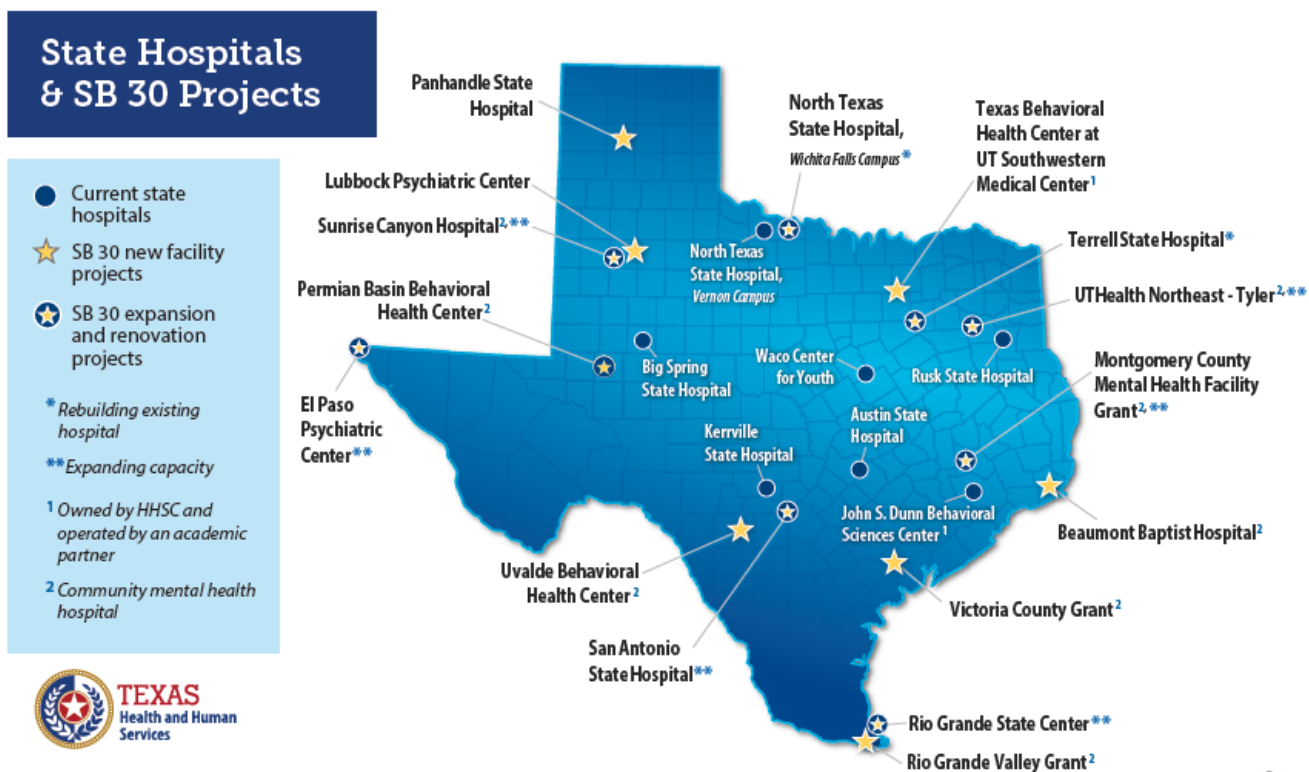 State Hospitals
& SB 30 Projects
Current state
hospitals
SB 30 new facility
projects
SB 30 expansion
and renovation
projects
* Rebuilding existing
hospital
** Expanding capacity
1 Owned by HHSC and
operated by an academic
partner
2 Community mental health
hospital
TEXAS
Health and Human
Services
Panhandle State
Hospital
Lubbock Psychiatric Center
Sunrise Canyon Hospital2,**
Permian Basin Behavioral
Health Center2
El Paso
Psychiatric
Center**
North Texas
State Hospital,
Wichita Falls Campus*
North Texas
State Hospital,
Vernon Campus
Texas Behavioral
Health Center at
UT Southwestern
Medical Center1
Terrell State Hospital*
UTHealth Northeast - Tyler2,**
Big Spring
State Hospital
Waco Center
for Youth
Rusk State Hospital
Montgomery County
Mental Health Facility
Grant2,**
Kerrville
State Hospital
Austin State
Hospital
John S. Dunn Behavioral
Sciences Center1
Beaumont Baptist Hospital2
Uvalde Behavioral
Health Center2
Victoria County Grant2
San Antonio
State Hospital**
Rio Grande State Center**
Rio Grande Valley Grant2